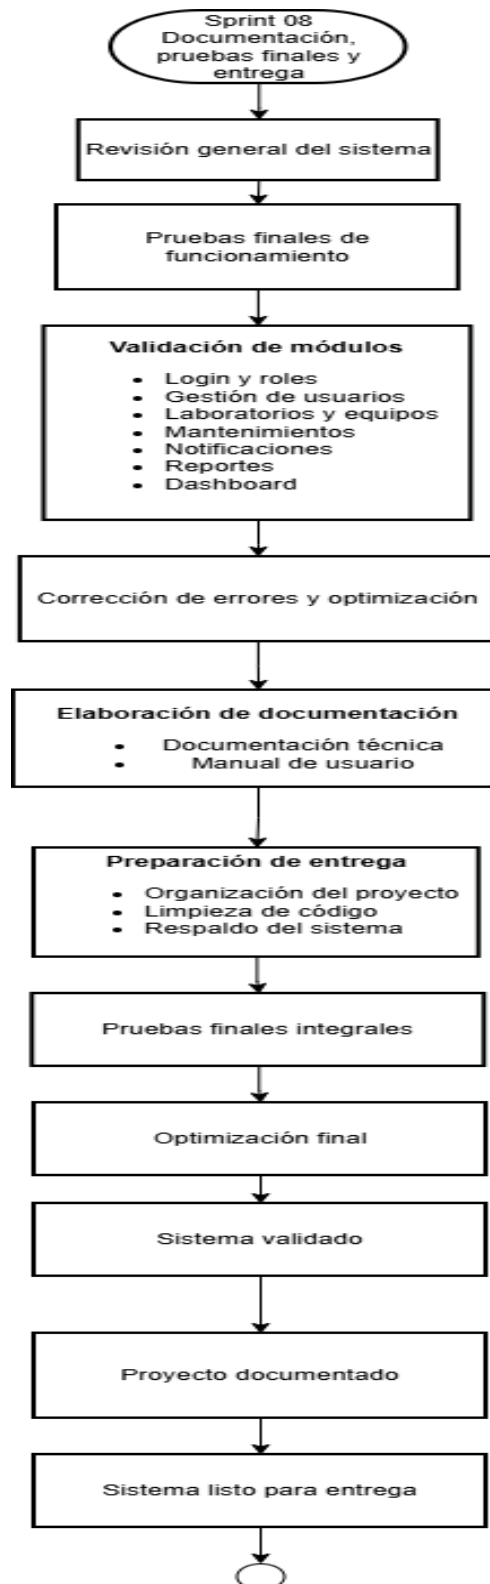 Sprint 08
Documentación,
pruebas finales y
entrega
Revisión general del sistema
Pruebas finales de
funcionamiento
Validación de módulos
• Login y roles
• Gestión de usuarios
• Laboratorios y equipos
• Mantenimientos
• Notificaciones
• Reportes
• Dashboard
Corrección de errores y optimización
Elaboración de documentación
• Documentación técnica
• Manual de usuario
Preparación de entrega
• Organización del proyecto
• Limpieza de código
• Respaldo del sistema
Pruebas finales integrales
Optimización final
Sistema validado
Proyecto documentado
Sistema listo para entrega